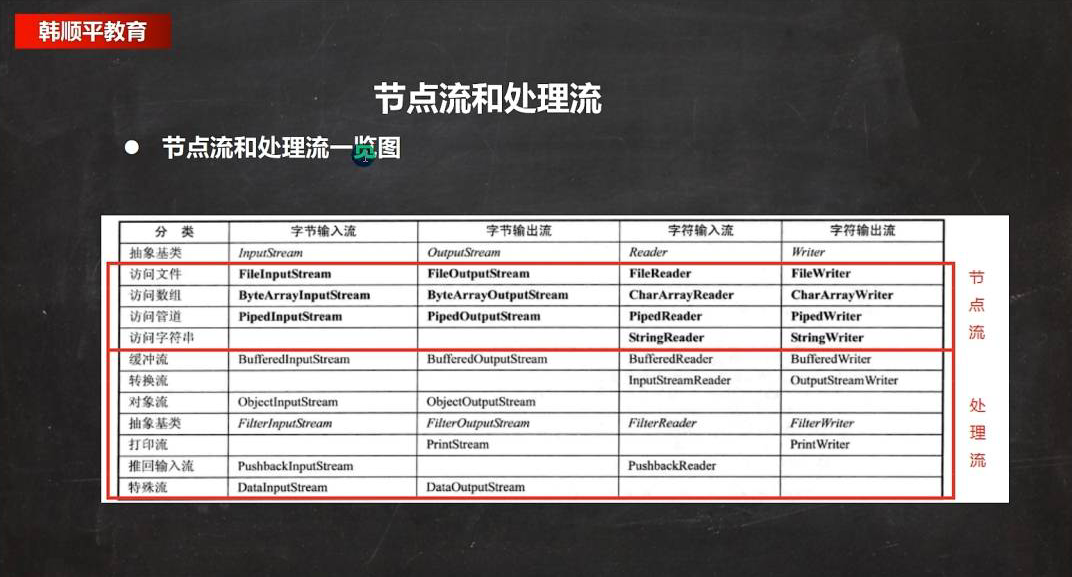 韩顺平教育
节点流和处理流
● 节点流和处理流一览图
分 类 字节输入流 字节输出流 字符输入流 字符输出流
抽象基类 InputStream OutputStream Reader Writer
访问文件 FileInputStream FileOutputStream FileReader FileWriter
访问数组 ByteArrayInputStream ByteArrayOutputStream CharArrayReader CharArrayWriter
访问管道 PipedInputStream PipedOutputStream PipedReader PipedWriter
访问字符串 StringReader StringWriter
节点流
缓冲流 BufferedInputStream BufferedOutputStream BufferedReader BufferedWriter
转换流 InputStreamReader OutputStreamWriter
对象流 ObjectInputStream ObjectOutputStream
抽象基类 FilterInputStream FilterOutputStream FilterReader FilterWriter
打印流 PrintStream PrintWriter
推回输入流 PushbackInputStream PushbackReader
特殊流 DataInputStream DataOutputStream
处理流